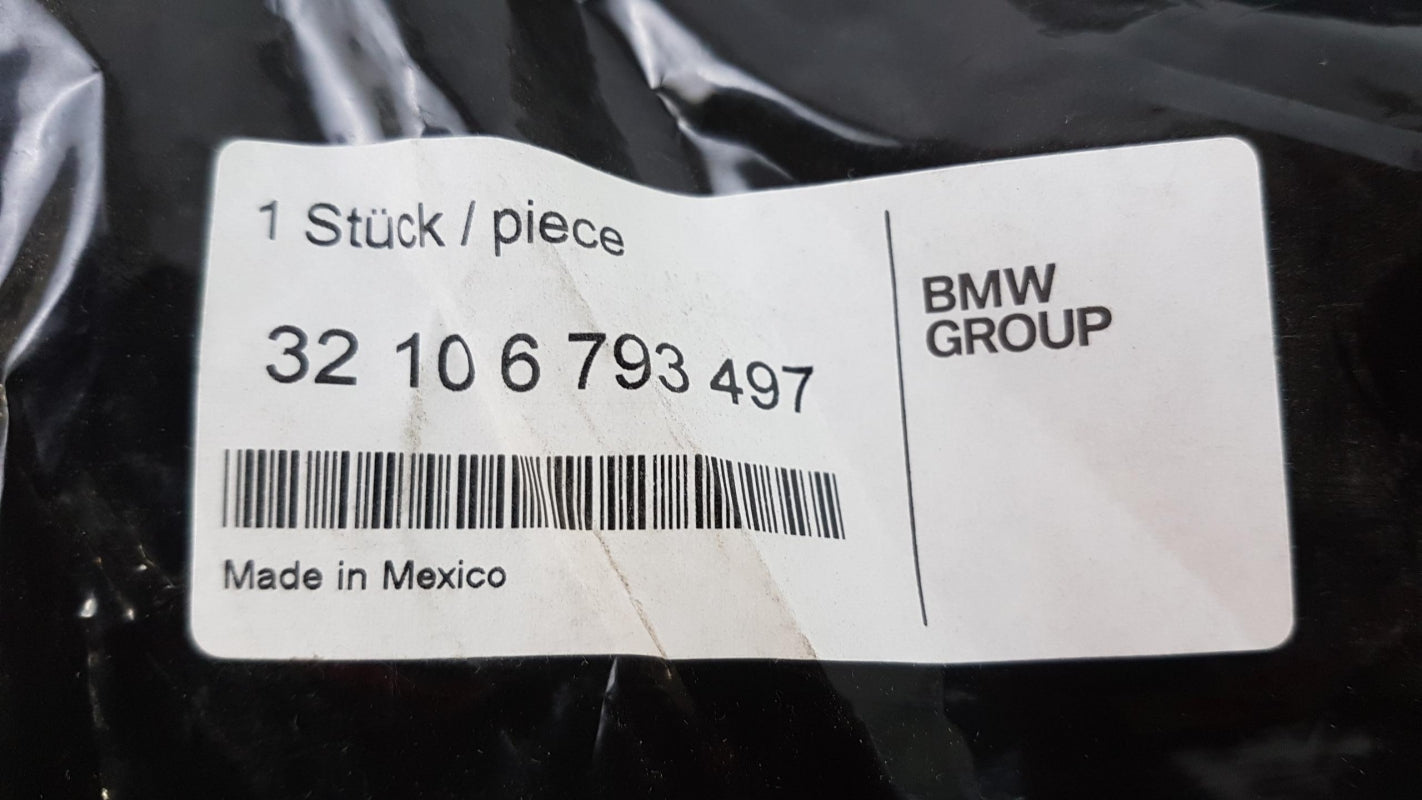 1 Stück / piece
32 10 6 793 497
Made in Mexico
BMW
GROUP